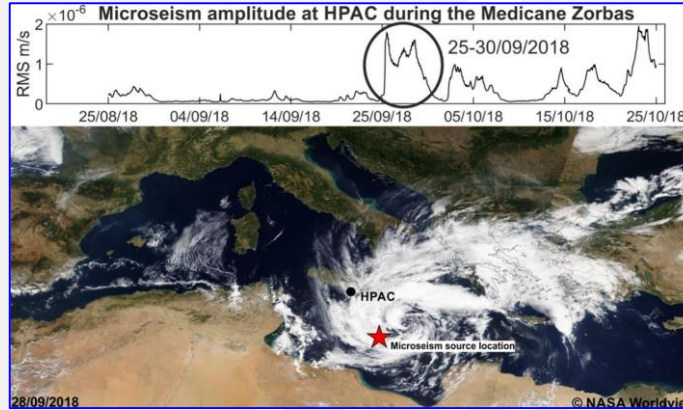 Microseism amplitude at HPAC during the Medicane Zorbas
×10⁻⁶
2
1
0
RMS m/s
25-30/09/2018
25/08/18 04/09/18 14/09/18 25/09/18 05/10/18 15/10/18 25/10/18
HPAC
Microseism source location
28/09/2018 © NASA Worldview